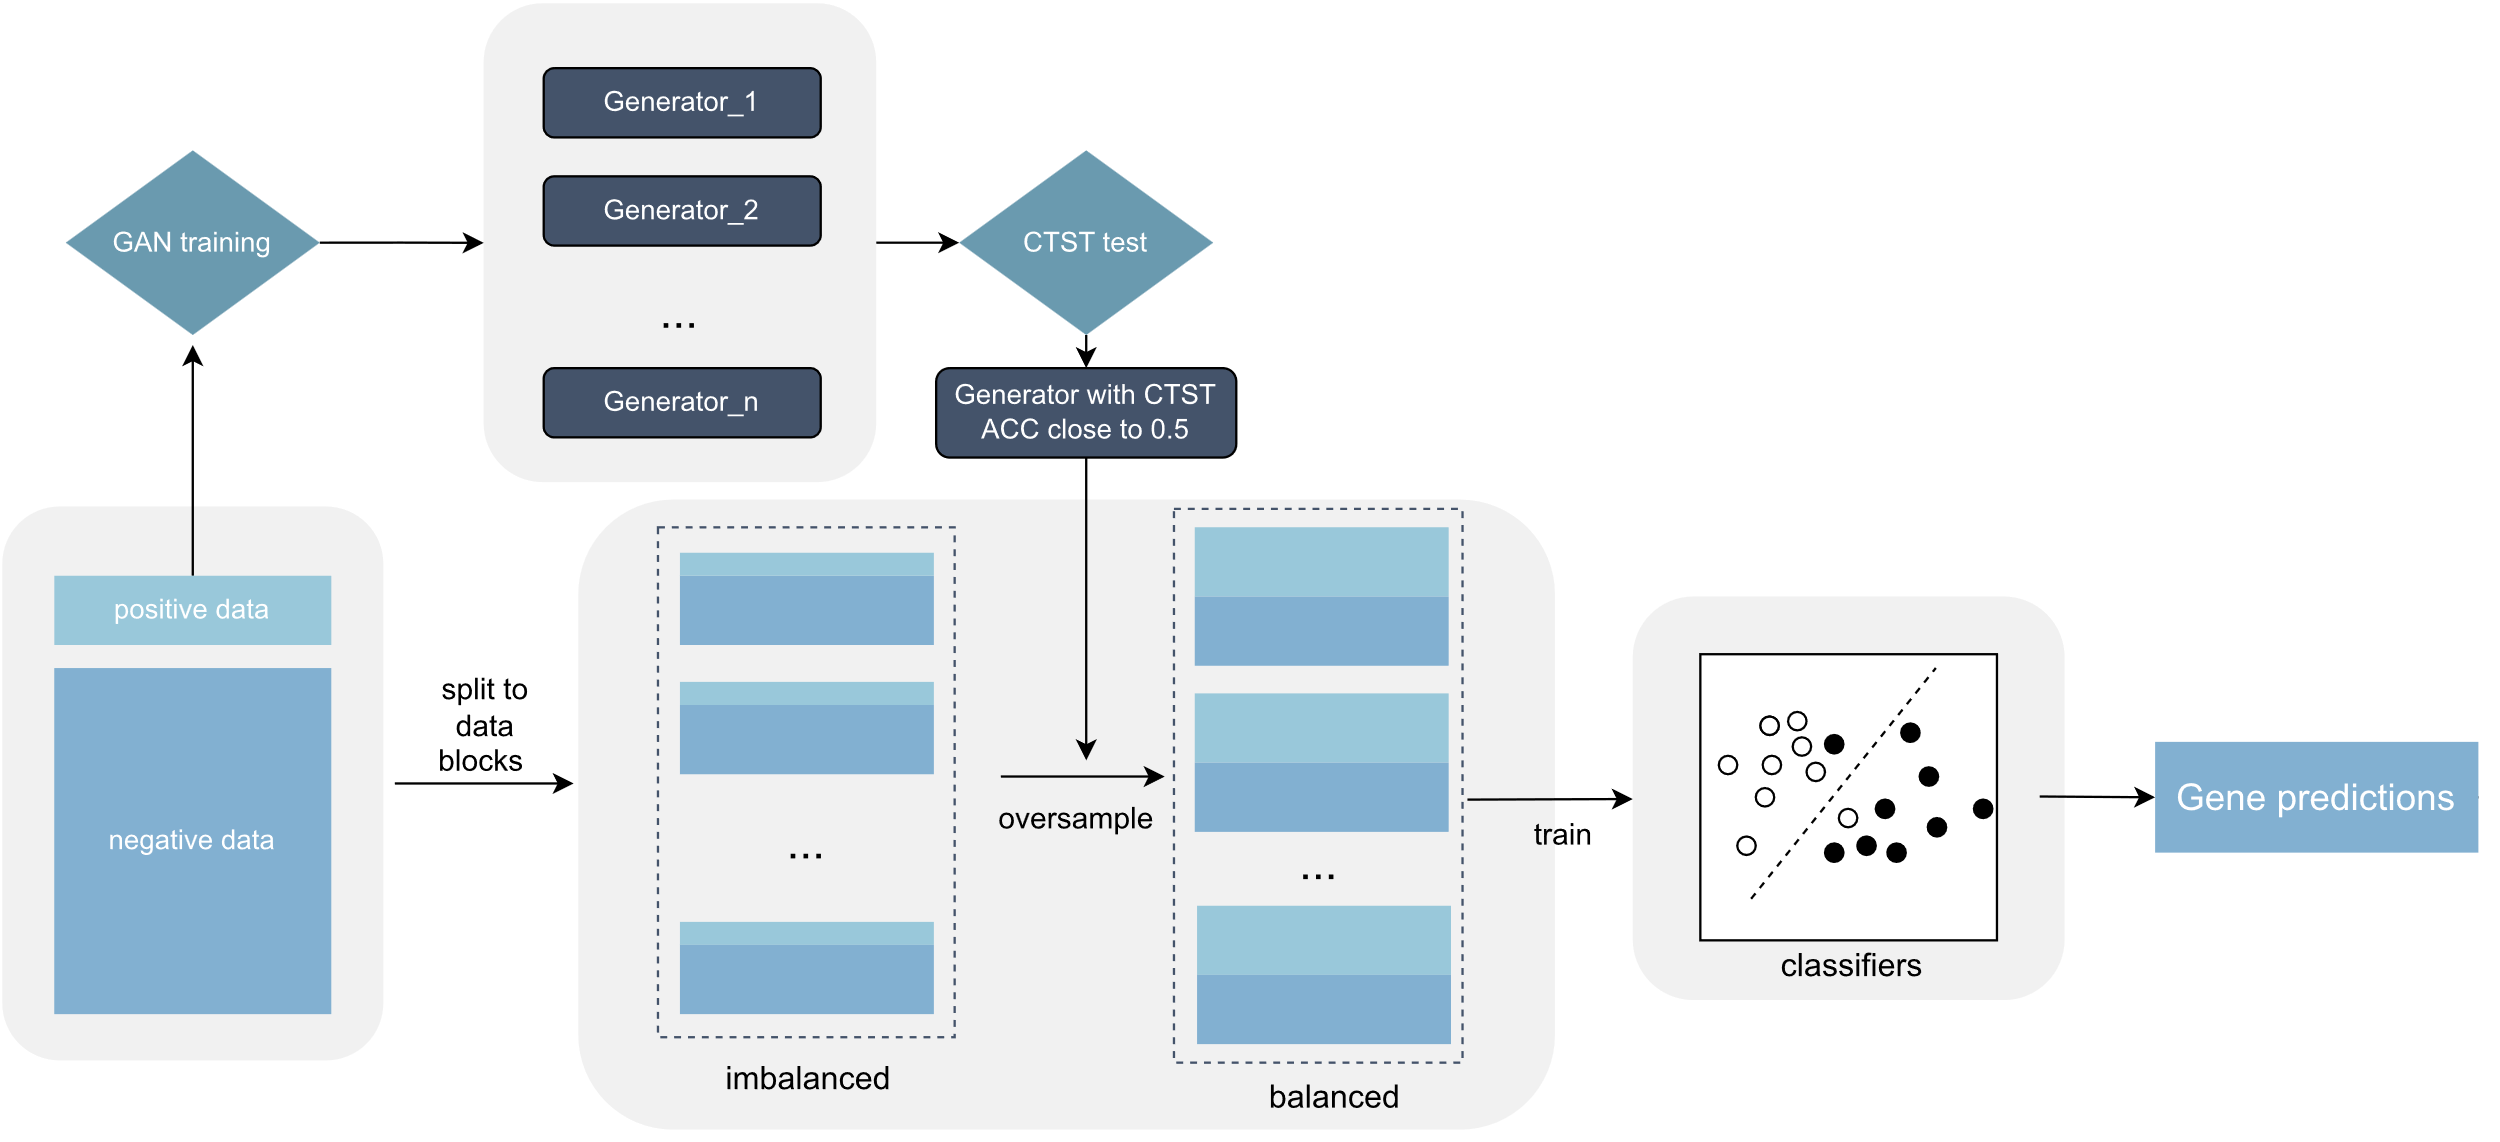 Generator_1
Generator_2
...
Generator_n
GAN training
CTST test
Generator with CTST
ACC close to 0.5
positive data
negative data
split to
data
blocks
...
imbalanced
oversample
...
balanced
train
classifiers
Gene predictions